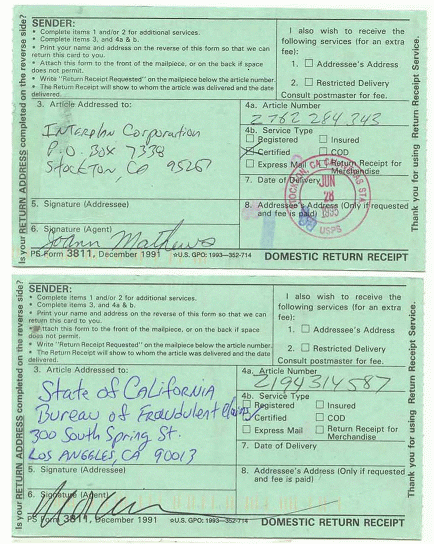 SENDER:
• Complete items 1 and/or 2 for additional services.
• Complete items 3, and 4a & b.
• Print your name and address on the reverse of this form so that we can
return this card to you.
• Attach this form to the front of the mailpiece, or on the back if space
does not permit.
• Write "Return Receipt Requested" on the mailpiece below the article number.
• The Return Receipt will show to whom the article was delivered and the date
delivered.
I also wish to receive the
following services (for an extra
fee):
1. ☐ Addressee's Address
2. ☐ Restricted Delivery
Consult postmaster for fee.
3. Article Addressed to:
Interplan Corporation
P.O. Box 7338
Stockton, CA 95267
4a. Article Number
Z 762 284 343
4b. Service Type
☐ Registered ☐ Insured
Certified ☐ COD
☐ Express Mail Return Receipt for
Merchandise
7. Date of Delivery
JUN
28
USPS
5. Signature (Addressee)
8. Addressee's Address (Only if requested
and fee is paid)
6. Signature (Agent)
Joann Mathews
PS Form 3811, December 1991 ☆U.S. GPO: 1993—352-714 DOMESTIC RETURN RECEIPT
Is your RETURN ADDRESS completed on the reverse side?
Thank you for using Return Receipt Service.
SENDER:
• Complete items 1 and/or 2 for additional services.
• Complete items 3, and 4a & b.
• Print your name and address on the reverse of this form so that we can
return this card to you.
Attach this form to the front of the mailpiece, or on the back if space
does not permit.
• Write "Return Receipt Requested" on the mailpiece below the article number.
• The Return Receipt will show to whom the article was delivered and the date
delivered.
I also wish to receive the
following services (for an extra
fee):
1. ☐ Addressee's Address
2. ☐ Restricted Delivery
Consult postmaster for fee.
3. Article Addressed to:
State of California
Bureau of Fraudulent Claims
300 South Spring St.
Los Angeles, CA 90013
4a. Article Number
Z194314587
4b. Service Type
☐ Registered ☐ Insured
Certified ☐ COD
☐ Express Mail ☐ Return Receipt for
Merchandise
7. Date of Delivery
5. Signature (Addressee)
8. Addressee's Address (Only if requested
and fee is paid)
6. Signature (Agent)
PS Form 3811, December 1991 ☆U.S. GPO: 1993—352-714 DOMESTIC RETURN RECEIPT
Is your RETURN ADDRESS completed on the reverse side?
Thank you for using Return Receipt Service.